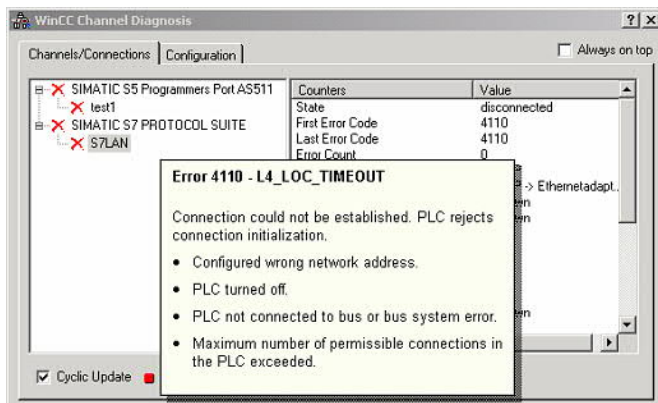 WinCC Channel Diagnosis
Channels/Connections
Configuration
Always on top
SIMATIC S5 Programmers Port AS511
test1
SIMATIC S7 PROTOCOL SUITE
S7LAN
Counters Value
State disconnected
First Error Code 4110
Last Error Code 4110
Error Count 0
-> Ethernetadapt..
Error 4110 - L4_LOC_TIMEOUT
Connection could not be established. PLC rejects
connection initialization.
• Configured wrong network address.
• PLC turned off.
• PLC not connected to bus or bus system error.
• Maximum number of permissible connections in
the PLC exceeded.
Cyclic Update